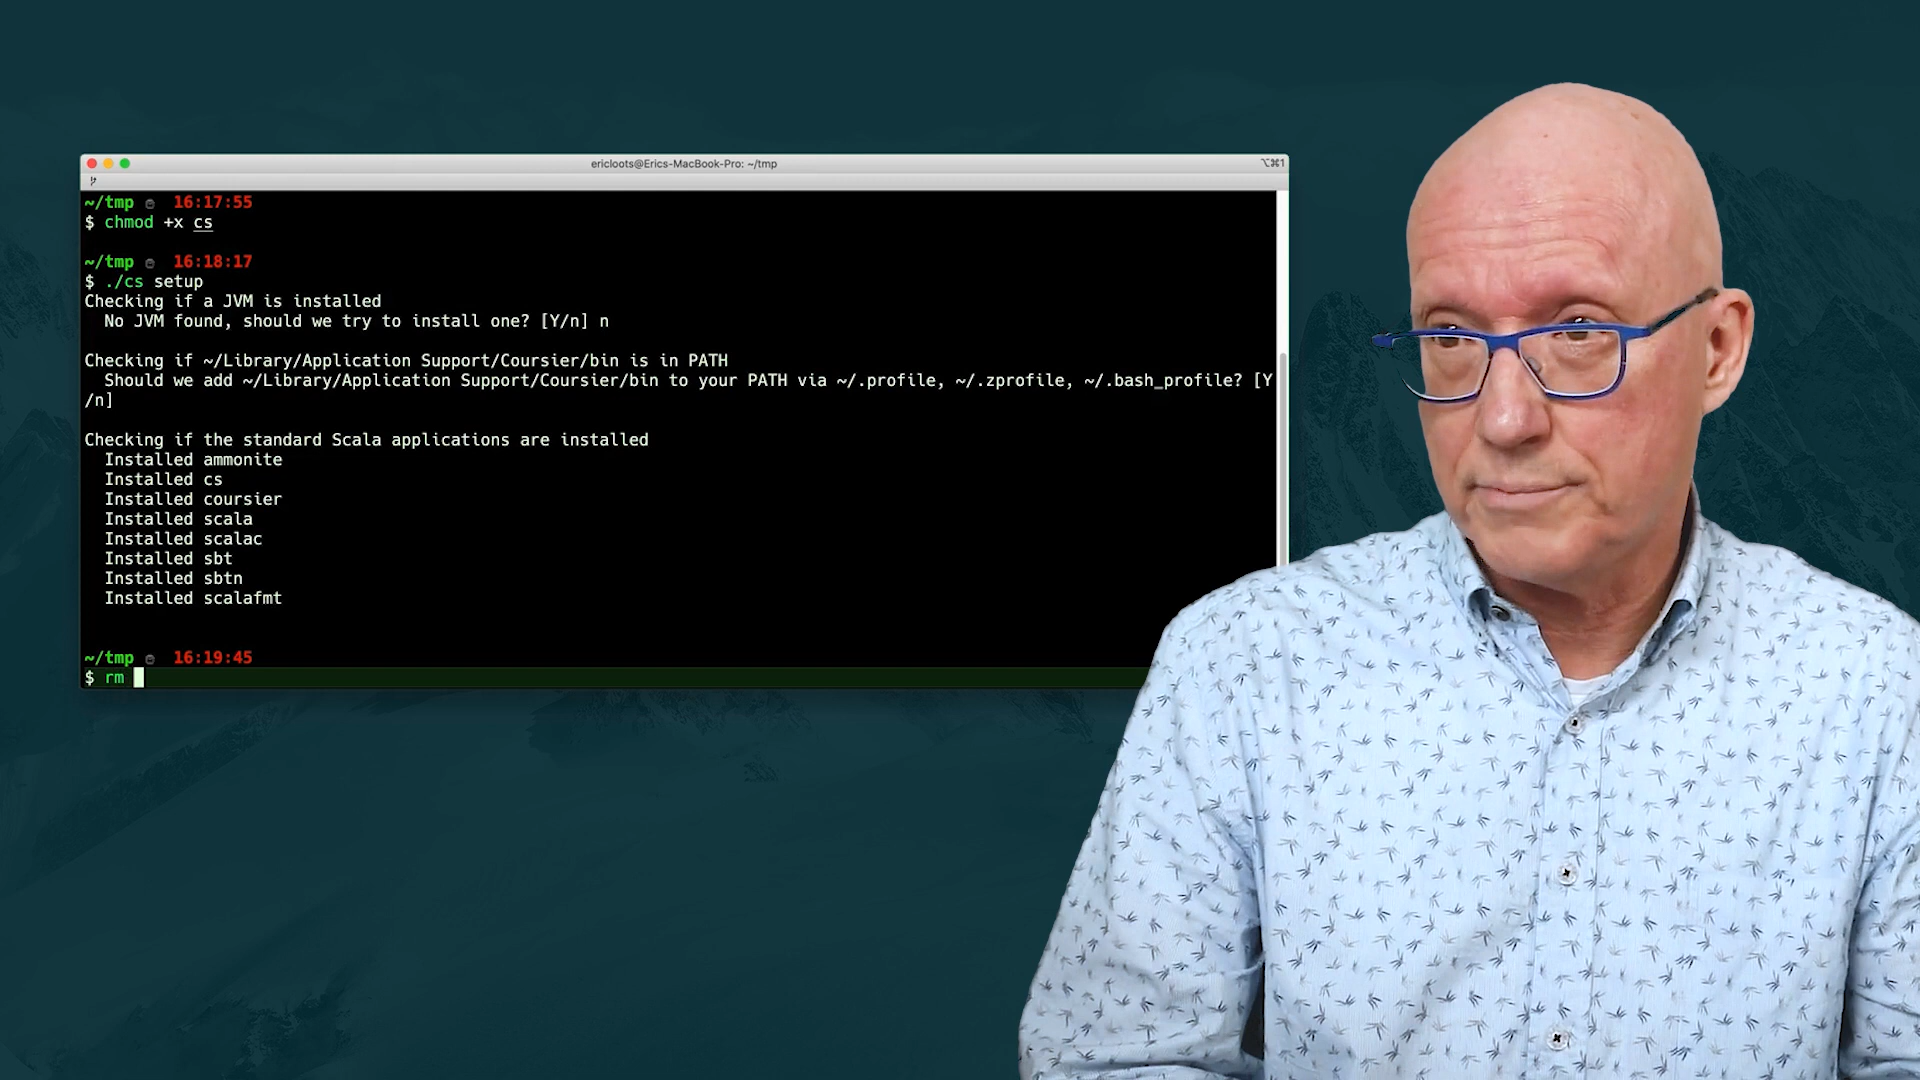 ericloots@Erics-MacBook-Pro: ~/tmp
⌥⌘1
~/tmp 16:17:55
$ chmod +x cs
~/tmp 16:18:17
$ ./cs setup
Checking if a JVM is installed
No JVM found, should we try to install one? [Y/n] n
Checking if ~/Library/Application Support/Coursier/bin is in PATH
Should we add ~/Library/Application Support/Coursier/bin to your PATH via ~/.profile, ~/.zprofile, ~/.bash_profile? [Y
/n]
Checking if the standard Scala applications are installed
Installed ammonite
Installed cs
Installed coursier
Installed scala
Installed scalac
Installed sbt
Installed sbtn
Installed scalafmt
~/tmp 16:19:45
$ rm